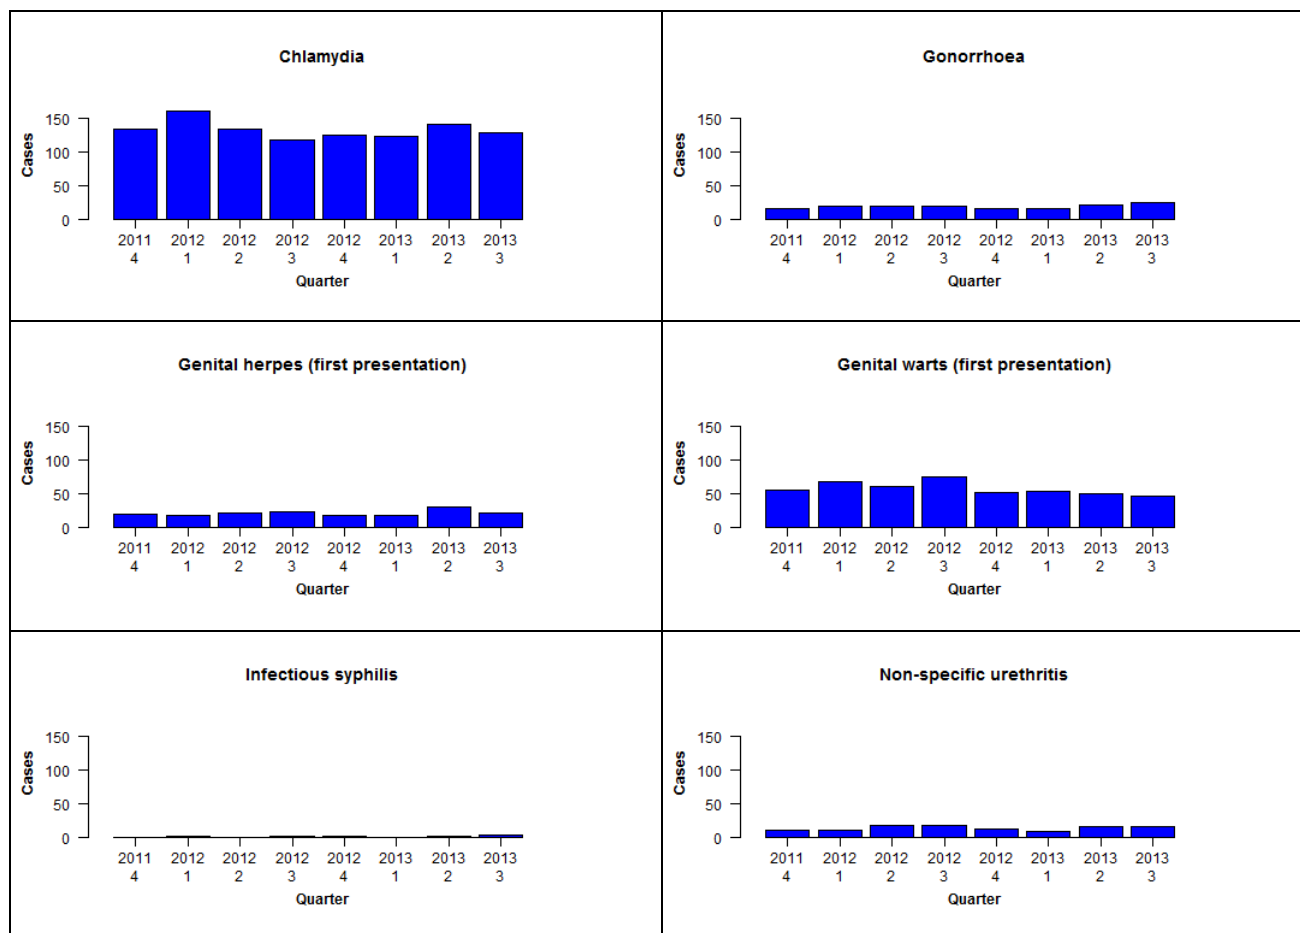 Chlamydia
Cases
150
100
50
0
2011 2012 2012 2012 2012 2013 2013 2013
4 1 2 3 4 1 2 3
Quarter
Gonorrhoea
Cases
150
100
50
0
2011 2012 2012 2012 2012 2013 2013 2013
4 1 2 3 4 1 2 3
Quarter
Genital herpes (first presentation)
Cases
150
100
50
0
2011 2012 2012 2012 2012 2013 2013 2013
4 1 2 3 4 1 2 3
Quarter
Genital warts (first presentation)
Cases
150
100
50
0
2011 2012 2012 2012 2012 2013 2013 2013
4 1 2 3 4 1 2 3
Quarter
Infectious syphilis
Cases
150
100
50
0
2011 2012 2012 2012 2012 2013 2013 2013
4 1 2 3 4 1 2 3
Quarter
Non-specific urethritis
Cases
150
100
50
0
2011 2012 2012 2012 2012 2013 2013 2013
4 1 2 3 4 1 2 3
Quarter